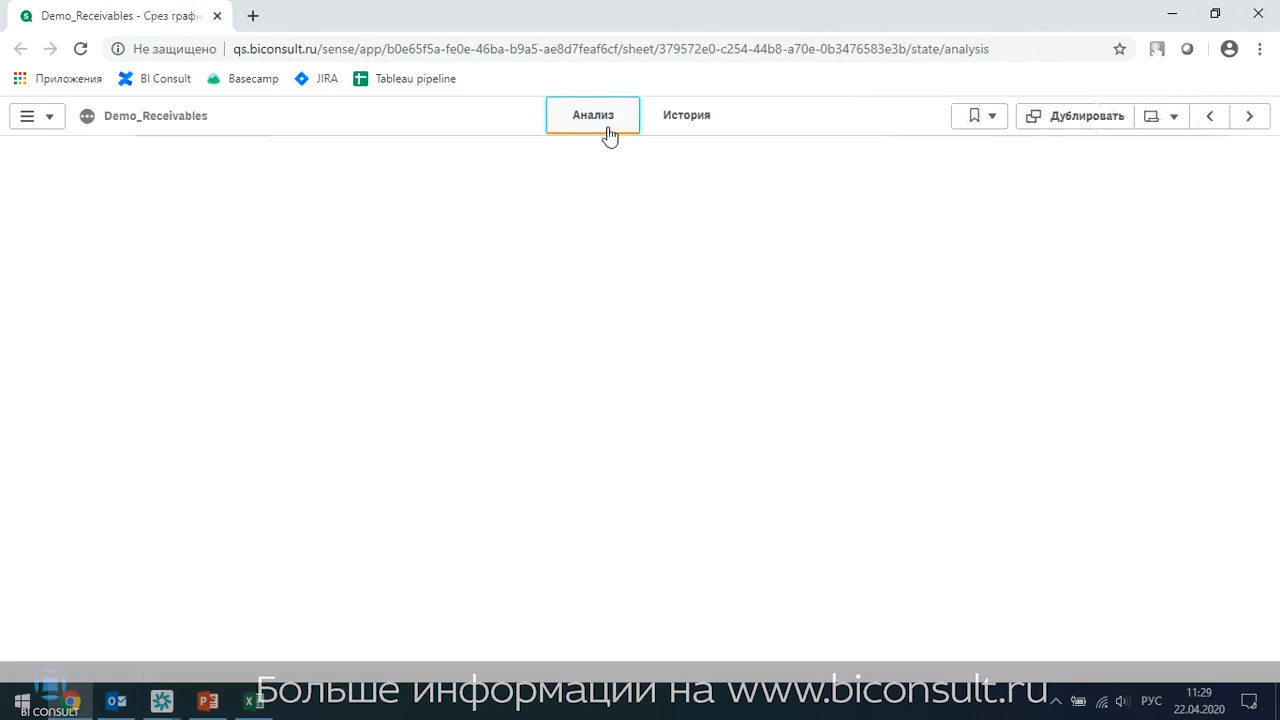 Demo_Receivables - Срез граф
Не защищено
qs.biconsult.ru/sense/app/b0e65f5a-fe0e-46ba-b9a5-ae8d7feaf6cf/sheet/379572e0-c254-44b8-a70e-0b3476583e3b/state/analysis
Приложения BI Consult Basecamp JIRA Tableau pipeline
Demo_Receivables Анализ История Дублировать
Больше информации на www.biconsult.ru
BI CONSULT
РУС
11:29
22.04.2020